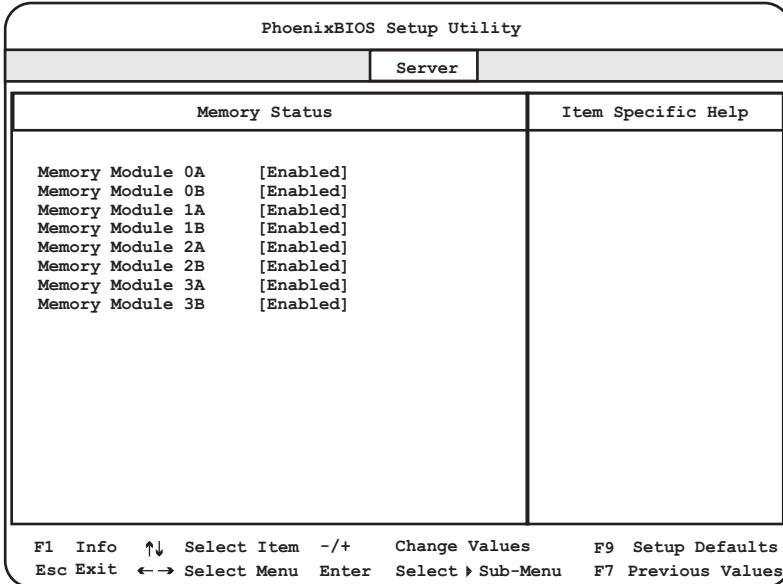 PhoenixBIOS Setup Utility
Server
Memory Status
Item Specific Help
Memory Module 0A [Enabled]
Memory Module 0B [Enabled]
Memory Module 1A [Enabled]
Memory Module 1B [Enabled]
Memory Module 2A [Enabled]
Memory Module 2B [Enabled]
Memory Module 3A [Enabled]
Memory Module 3B [Enabled]
F1 Info ↑↓ Select Item -/+ Change Values F9 Setup Defaults
Esc Exit ←→ Select Menu Enter Select ▸ Sub-Menu F7 Previous Values